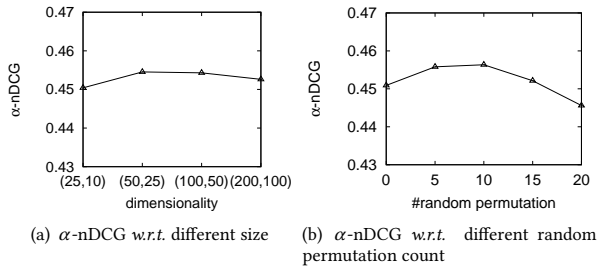 0.47
0.46
0.45
0.44
0.43
α-nDCG
(25,10) (50,25) (100,50) (200,100)
dimensionality
(a) α-nDCG w.r.t. different size
0.47
0.46
0.45
0.44
0.43
α-nDCG
0 5 10 15 20
#random permutation
(b) α-nDCG w.r.t. different random
permutation count